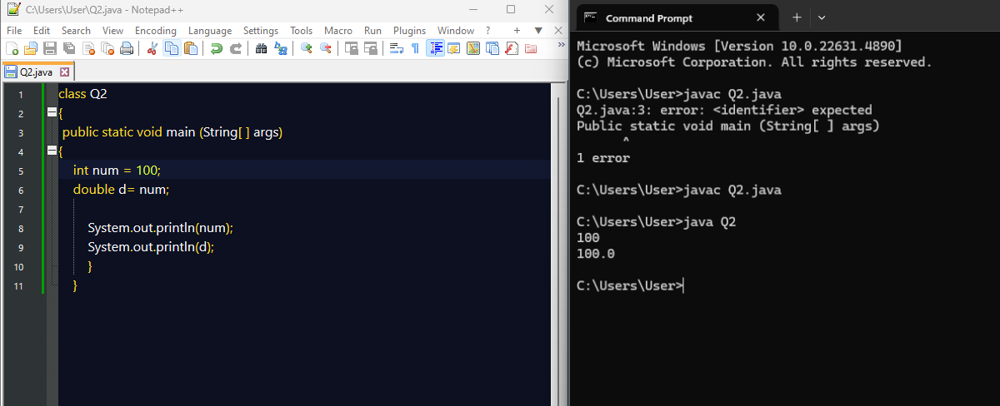 C:\Users\User\Q2.java - Notepad++
File Edit Search View Encoding Language Settings Tools Macro Run Plugins Window ? + ▼ X
Q2.java
1 class Q2
2 {
3 public static void main (String[ ] args)
4 {
5 int num = 100;
6 double d= num;
7
8 System.out.println(num);
9 System.out.println(d);
10 }
11 }
Command Prompt
Microsoft Windows [Version 10.0.22631.4890]
(c) Microsoft Corporation. All rights reserved.
C:\Users\User>javac Q2.java
Q2.java:3: error: <identifier> expected
Public static void main (String[ ] args)
^
1 error
C:\Users\User>javac Q2.java
C:\Users\User>java Q2
100
100.0
C:\Users\User>